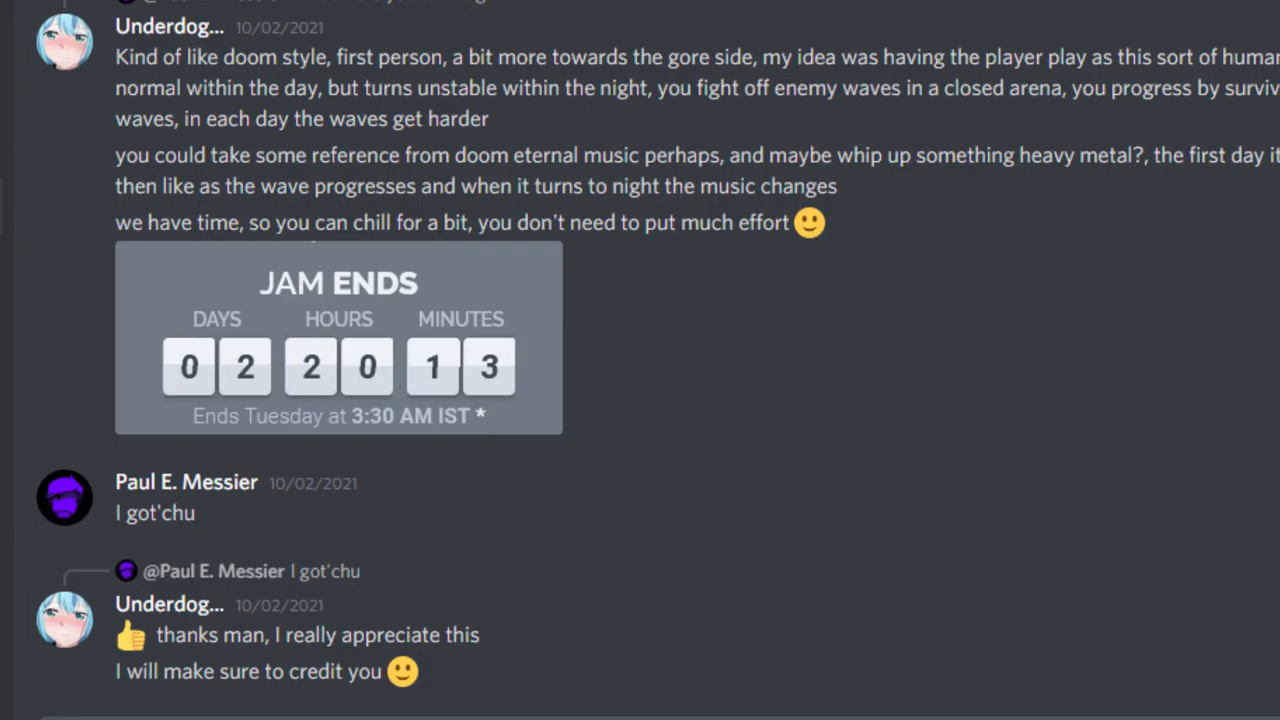 Underdog... 10/02/2021
Kind of like doom style, first person, a bit more towards the gore side, my idea was having the player play as this sort of human
normal within the day, but turns unstable within the night, you fight off enemy waves in a closed arena, you progress by surviv
waves, in each day the waves get harder
you could take some reference from doom eternal music perhaps, and maybe whip up something heavy metal?, the first day it
then like as the wave progresses and when it turns to night the music changes
we have time, so you can chill for a bit, you don't need to put much effort 🙂
JAM ENDS
DAYS HOURS MINUTES
0 2 2 0 1 3
Ends Tuesday at 3:30 AM IST *
Paul E. Messier 10/02/2021
I got'chu
@Paul E. Messier I got'chu
Underdog... 10/02/2021
👍 thanks man, I really appreciate this
I will make sure to credit you 🙂